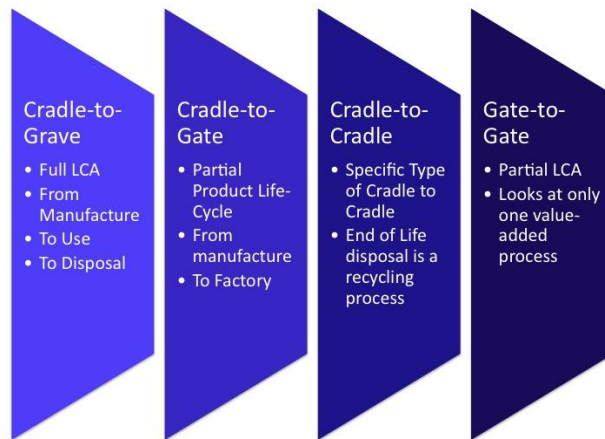 Cradle-to-
Grave
• Full LCA
• From
Manufacture
• To Use
• To Disposal
Cradle-to-
Gate
• Partial
Product Life-
Cycle
• From
manufacture
• To Factory
Cradle-to-
Cradle
• Specific Type
of Cradle to
Cradle
• End of Life
disposal is a
recycling
process
Gate-to-
Gate
• Partial LCA
• Looks at only
one value-
added
process